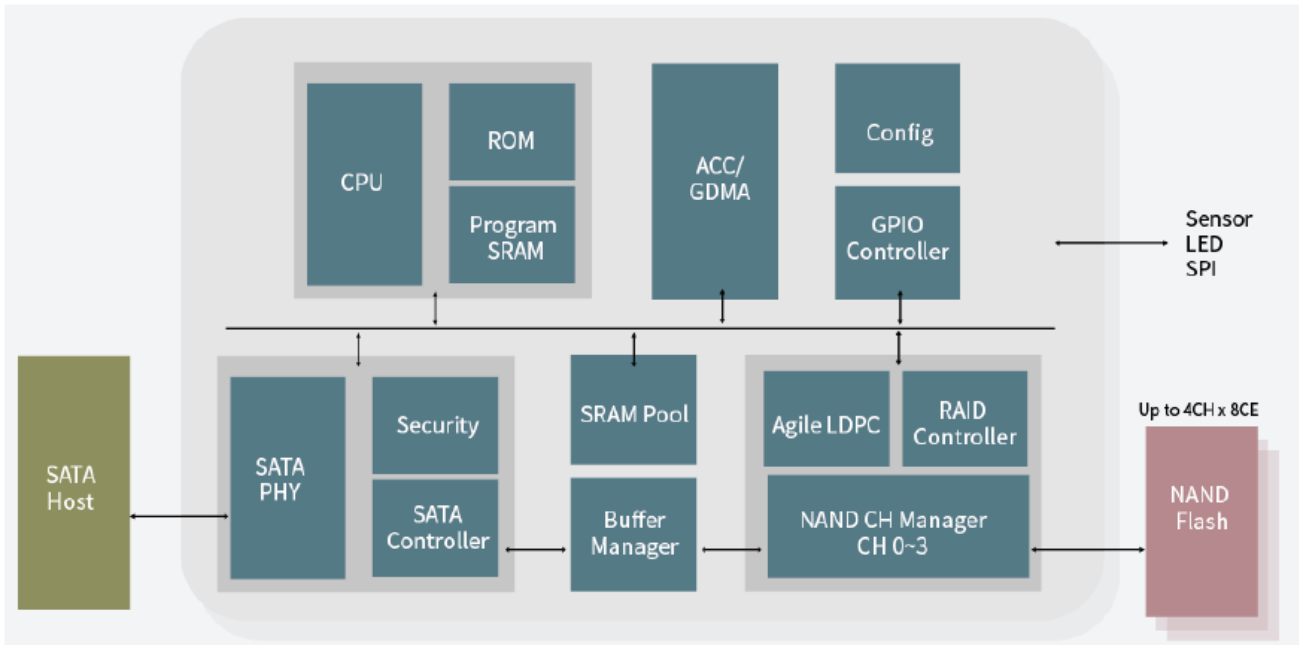 CPU
ROM
Program
SRAM
ACC/
GDMA
Config
GPIO
Controller
Sensor
LED
SPI
SATA
Host
SATA
PHY
Security
SATA
Controller
SRAM Pool
Buffer
Manager
Agile LDPC
RAID
Controller
NAND CH Manager
CH 0~3
Up to 4CH x 8CE
NAND
Flash